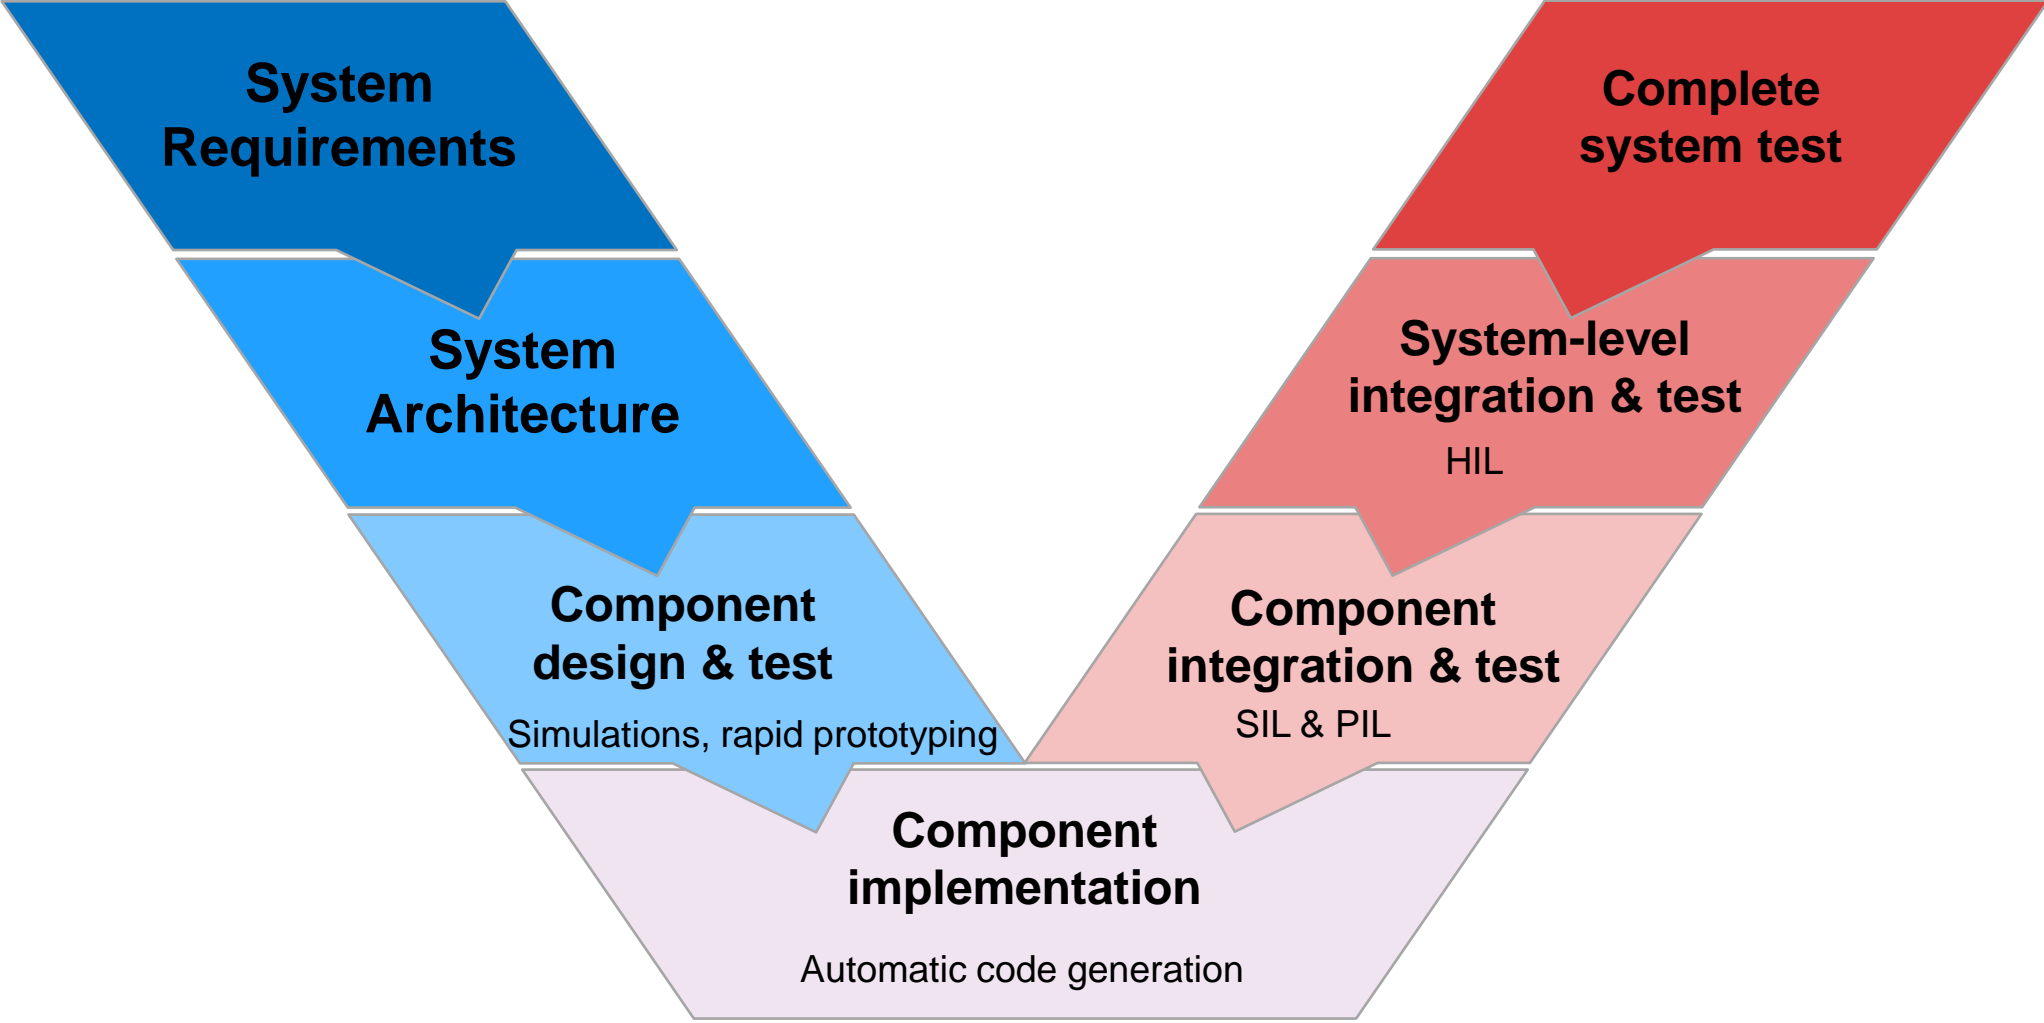 System
Requirements
System
Architecture
Component
design & test
Simulations, rapid prototyping
Component
implementation
Automatic code generation
Component
integration & test
SIL & PIL
System-level
integration & test
HIL
Complete
system test